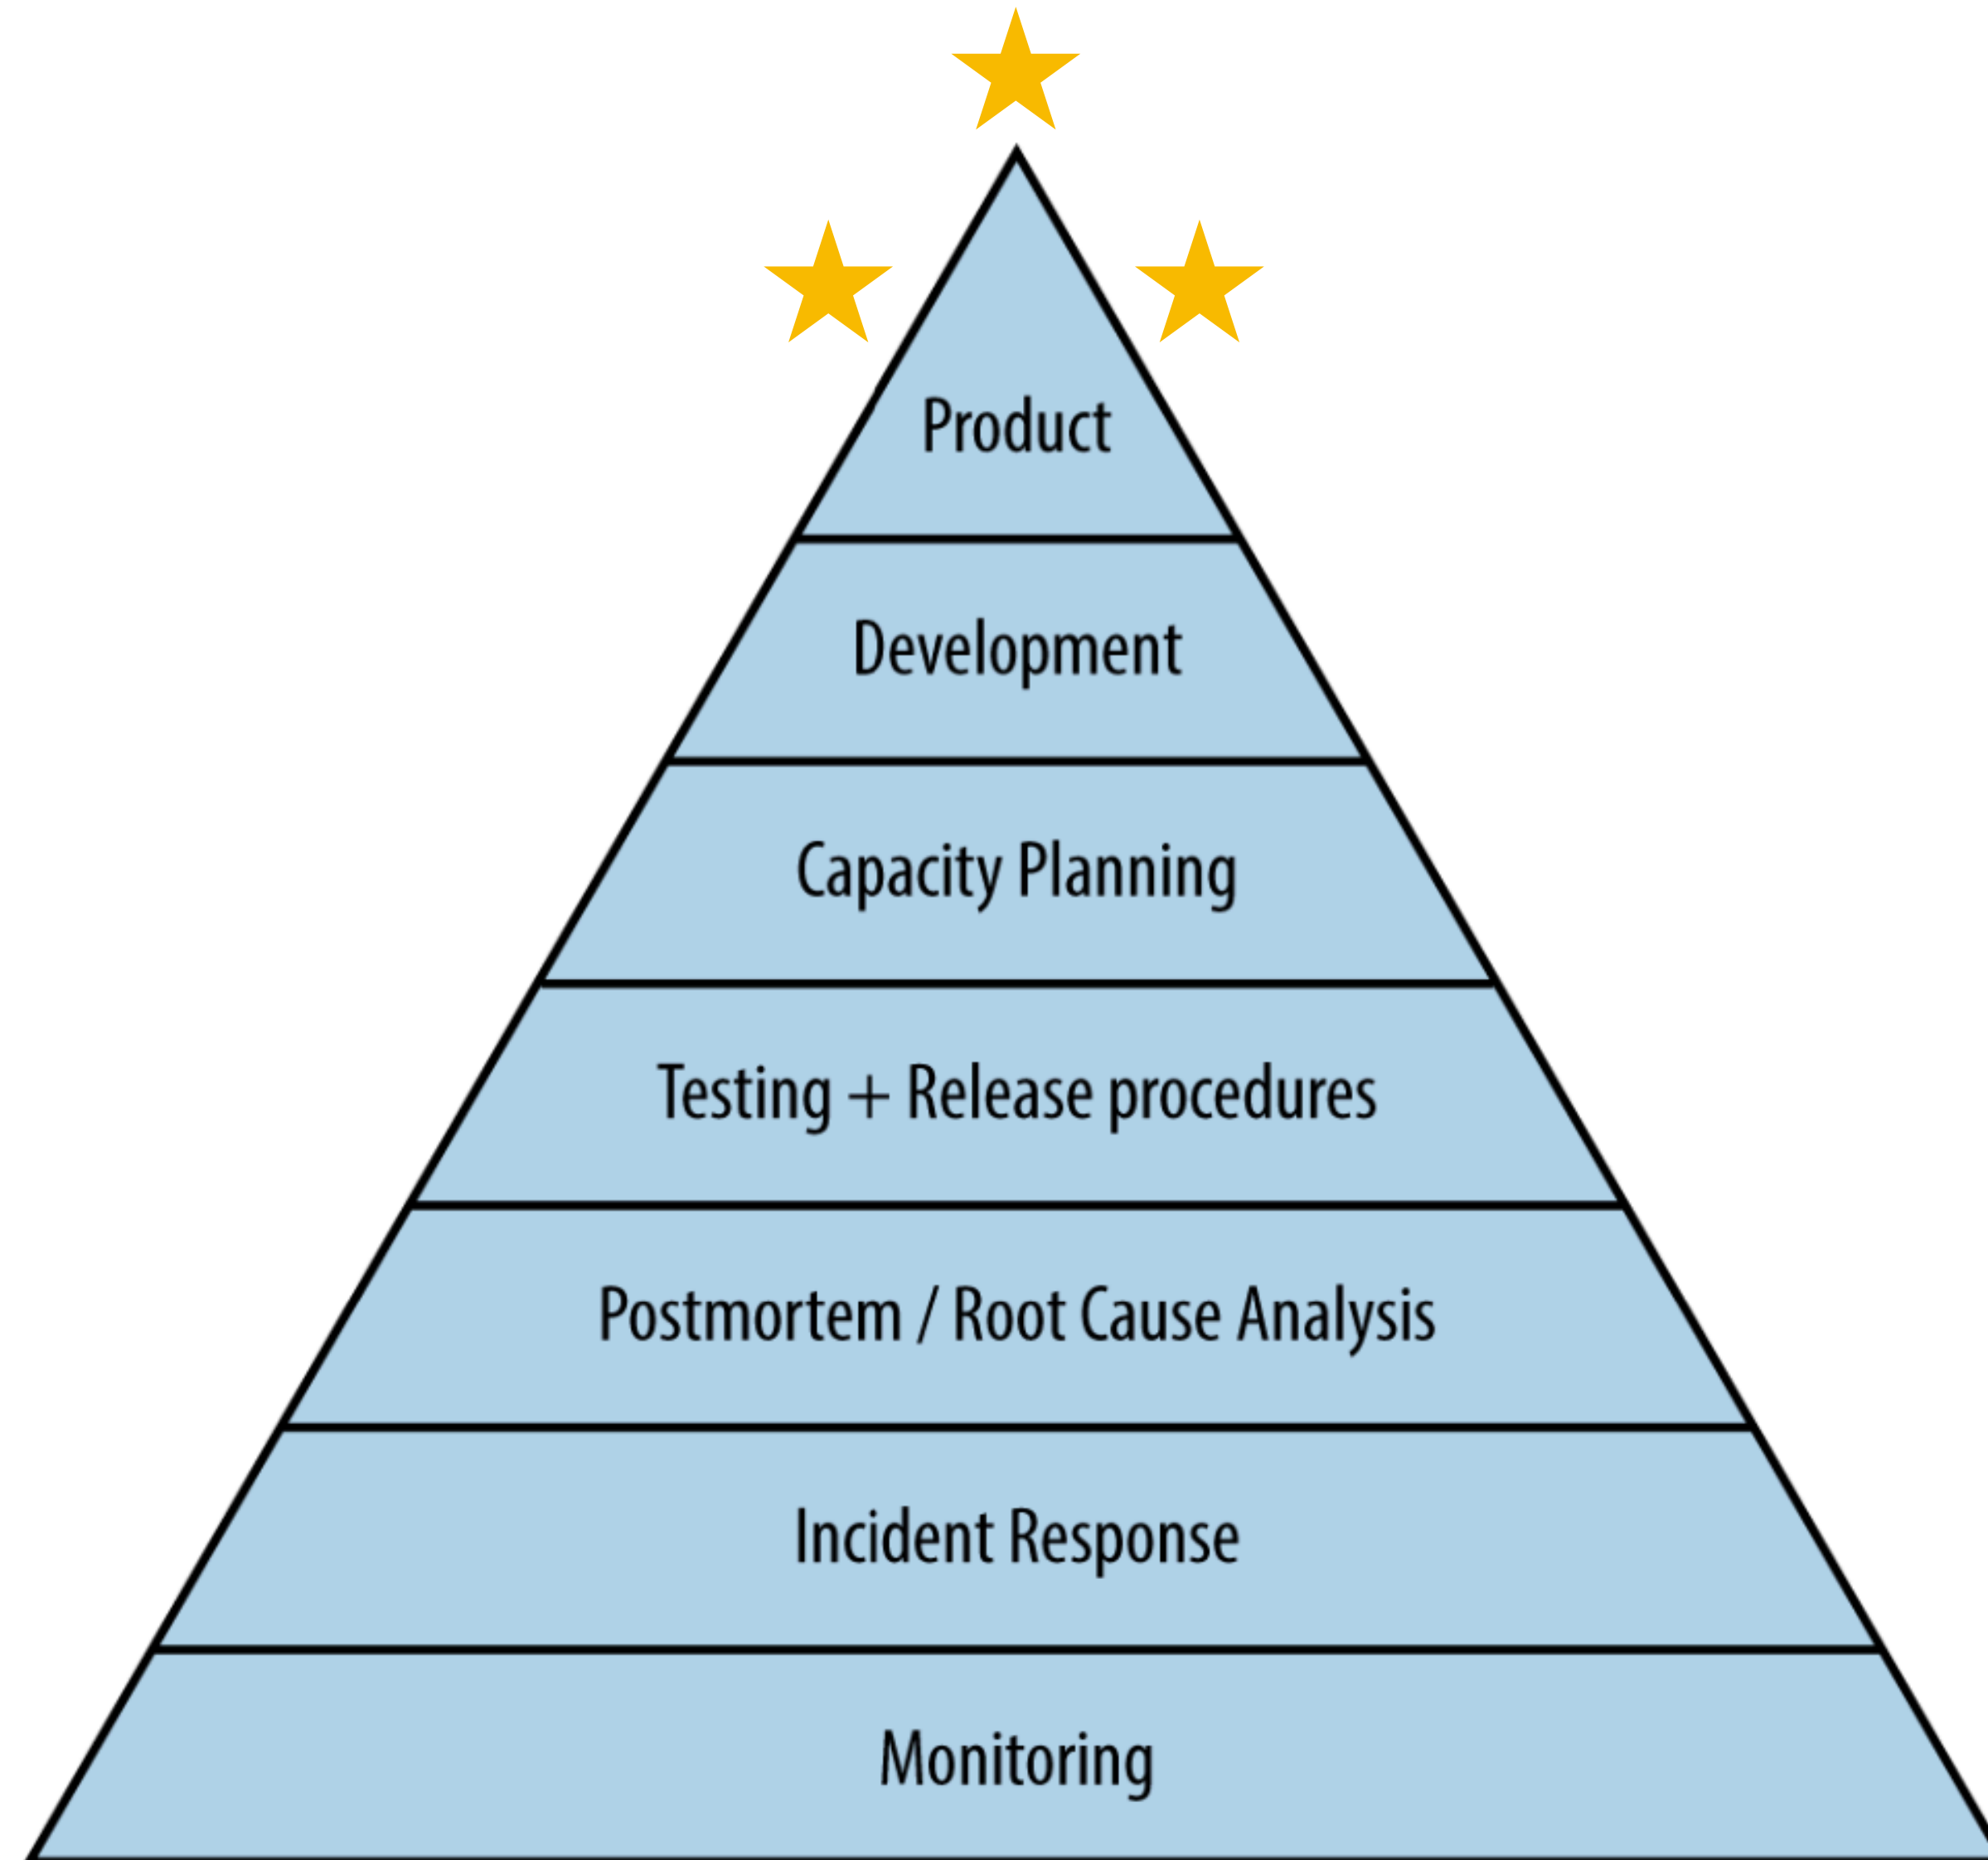 Product
Development
Capacity Planning
Testing + Release procedures
Postmortem / Root Cause Analysis
Incident Response
Monitoring